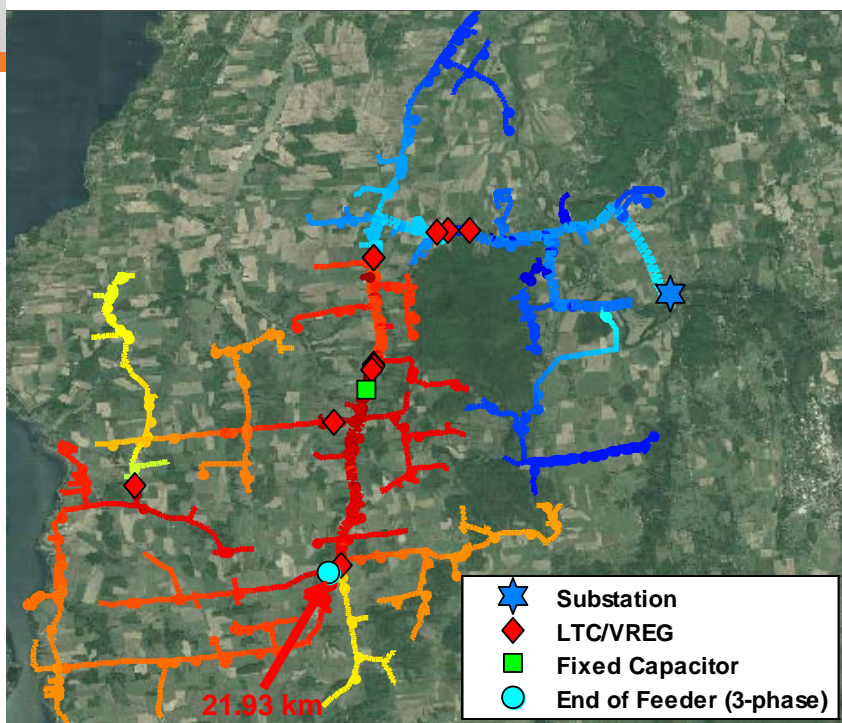 21.93 km
Substation
LTC/VREG
Fixed Capacitor
End of Feeder (3-phase)